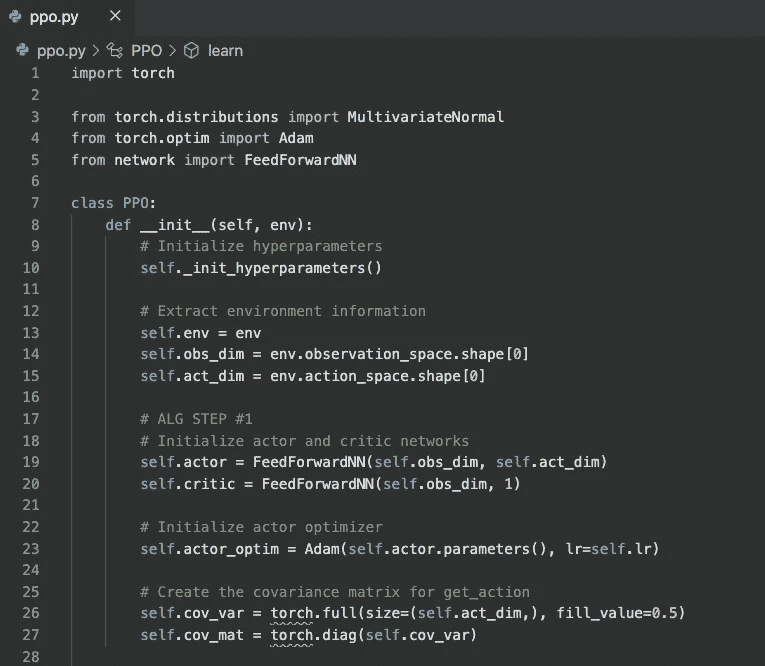 ppo.py ×
ppo.py > PPO > learn
1 import torch
2
3 from torch.distributions import MultivariateNormal
4 from torch.optim import Adam
5 from network import FeedForwardNN
6
7 class PPO:
8     def __init__(self, env):
9         # Initialize hyperparameters
10         self._init_hyperparameters()
11
12         # Extract environment information
13         self.env = env
14         self.obs_dim = env.observation_space.shape[0]
15         self.act_dim = env.action_space.shape[0]
16
17         # ALG STEP #1
18         # Initialize actor and critic networks
19         self.actor = FeedForwardNN(self.obs_dim, self.act_dim)
20         self.critic = FeedForwardNN(self.obs_dim, 1)
21
22         # Initialize actor optimizer
23         self.actor_optim = Adam(self.actor.parameters(), lr=self.lr)
24
25         # Create the covariance matrix for get_action
26         self.cov_var = torch.full(size=(self.act_dim,), fill_value=0.5)
27         self.cov_mat = torch.diag(self.cov_var)
28